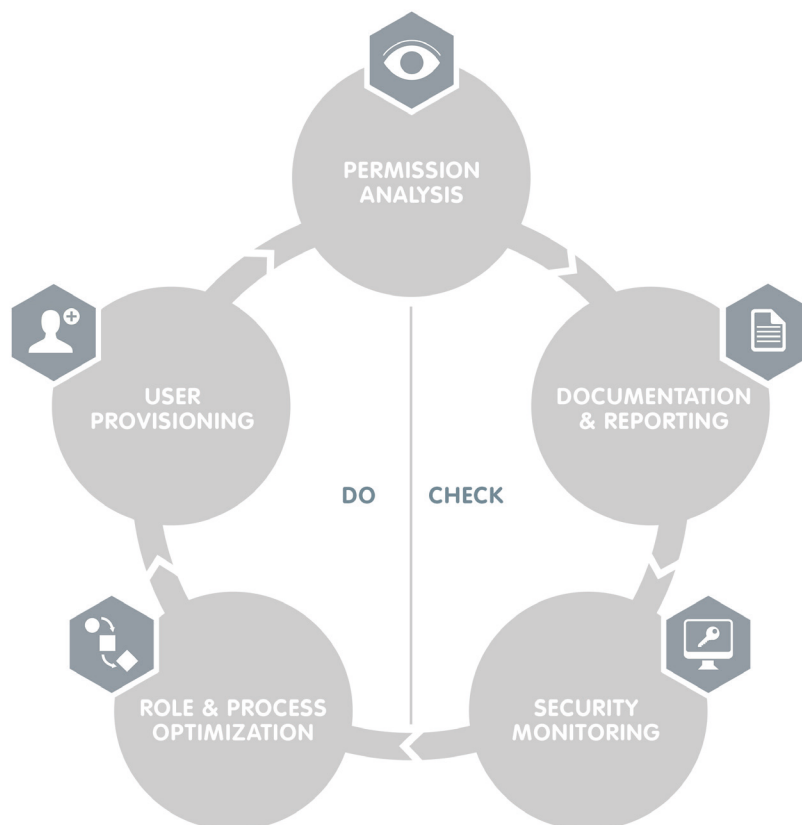 PERMISSION
ANALYSIS
USER
PROVISIONING
DOCUMENTATION
& REPORTING
DO
CHECK
ROLE & PROCESS
OPTIMIZATION
SECURITY
MONITORING